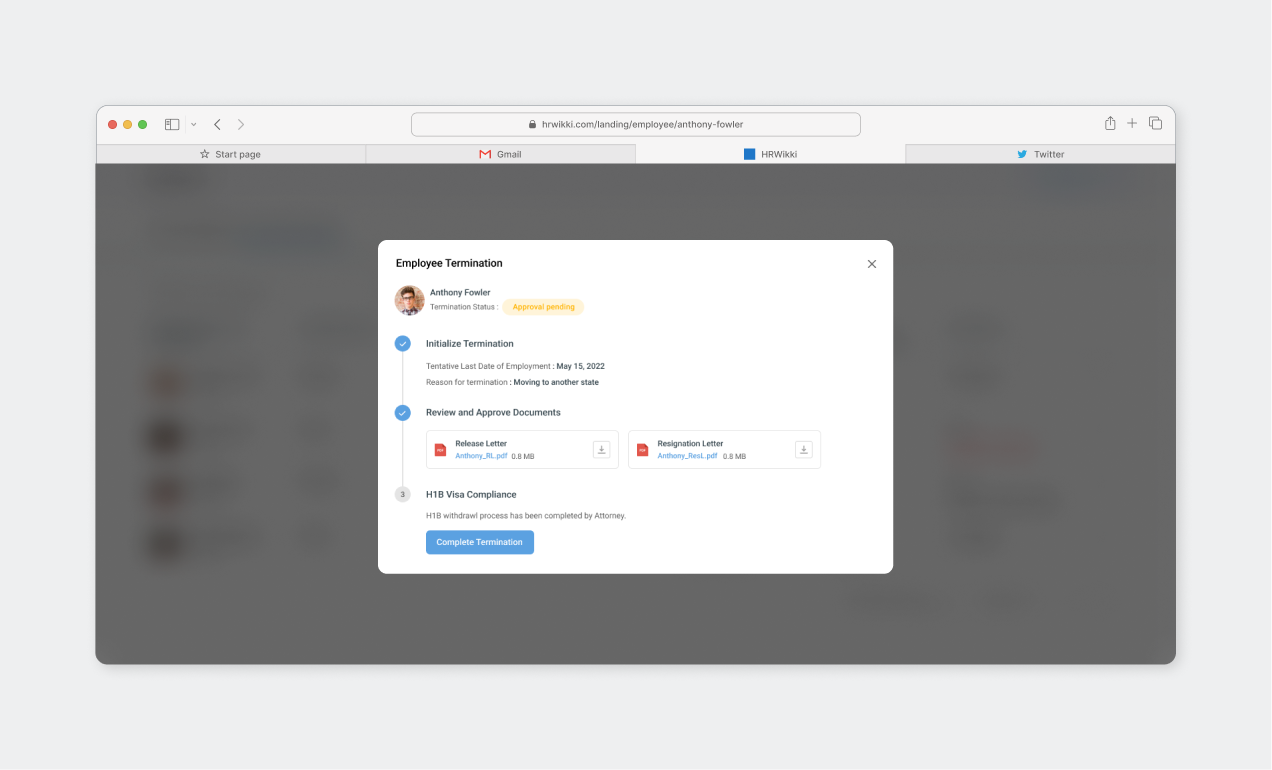 hrwikki.com/landing/employee/anthony-fowler
Start page
Gmail
HRWikki
Twitter
Employee Termination
Anthony Fowler
Termination Status : Approval pending
Initialize Termination
Tentative Last Date of Employment : May 15, 2022
Reason for termination : Moving to another state
Review and Approve Documents
PDF
Release Letter
Anthony_RL.pdf 0.8 MB
PDF
Resignation Letter
Anthony_ResL.pdf 0.8 MB
3
H1B Visa Compliance
H1B withdrawl process has been completed by Attorney.
Complete Termination